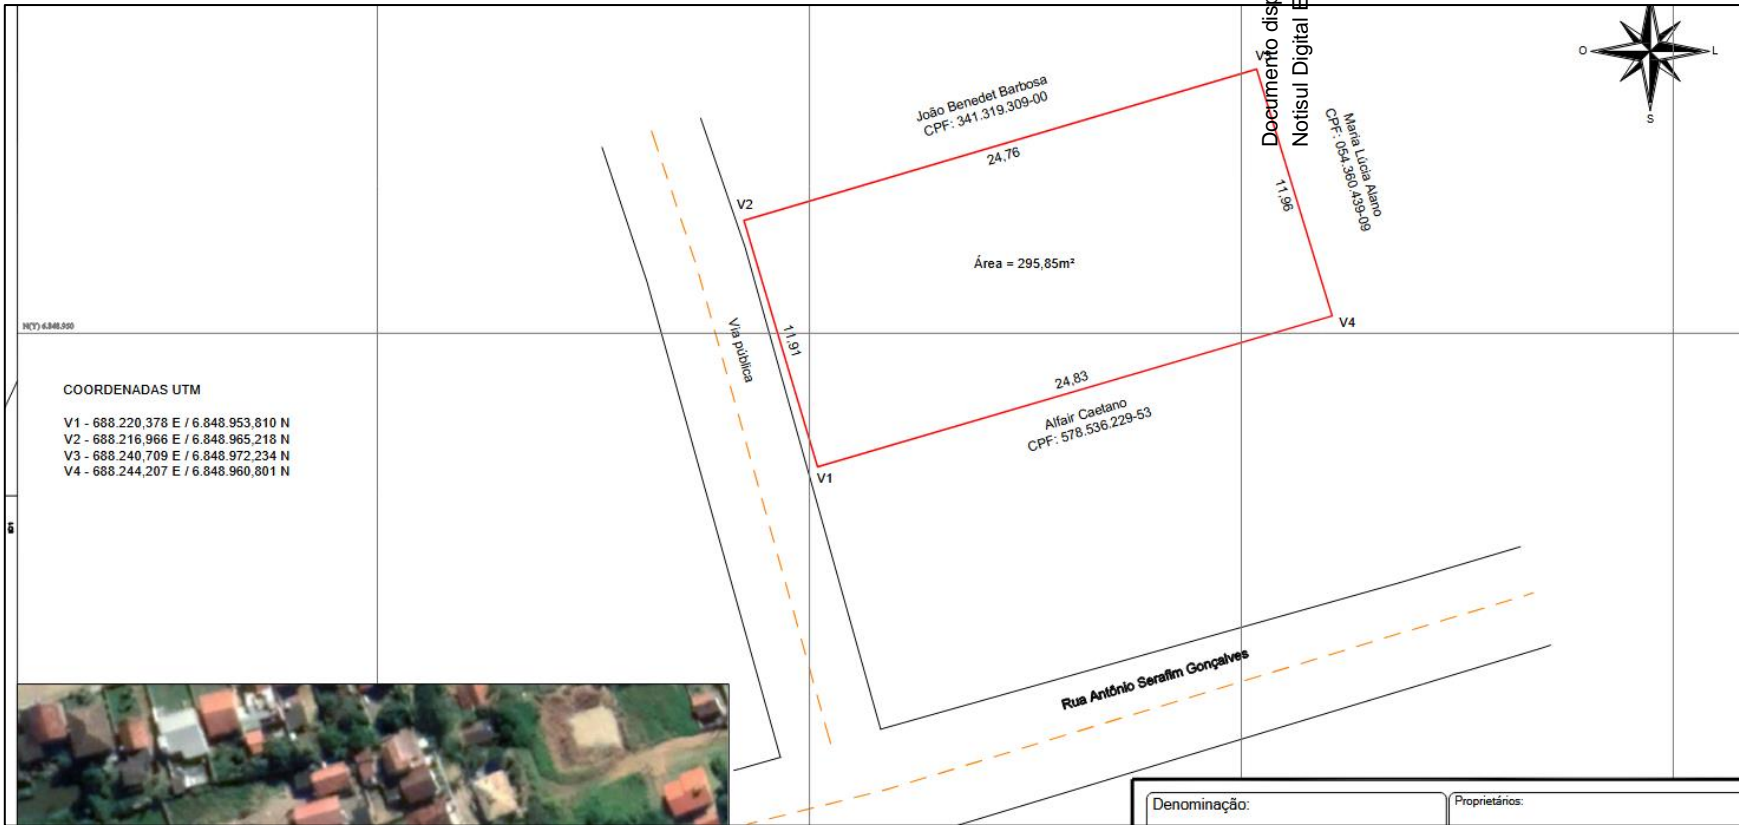 Documento disp
Notisul Digital E
O
L
S
V3
João Benedet Barbosa
CPF: 341.319.309-00
24,76
Maria Lúcia Alano
CPF: 054.360.439-09
11,96
V2
Área = 295,85m²
N(Y) 6.848.950
Via pública
11,91
V4
24,83
Alfair Caetano
CPF: 578.536.229-53
V1
COORDENADAS UTM
V1 - 688.220,378 E / 6.848.953,810 N
V2 - 688.216,966 E / 6.848.965,218 N
V3 - 688.240,709 E / 6.848.972,234 N
V4 - 688.244,207 E / 6.848.960,801 N
Rua Antônio Serafim Gonçalves
Denominação:
Proprietários: